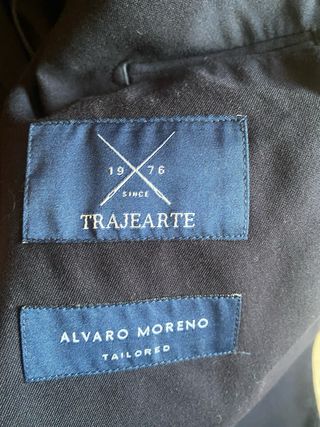 19 76
SINCE
TRAJEARTE
ALVARO MORENO
TAILORED